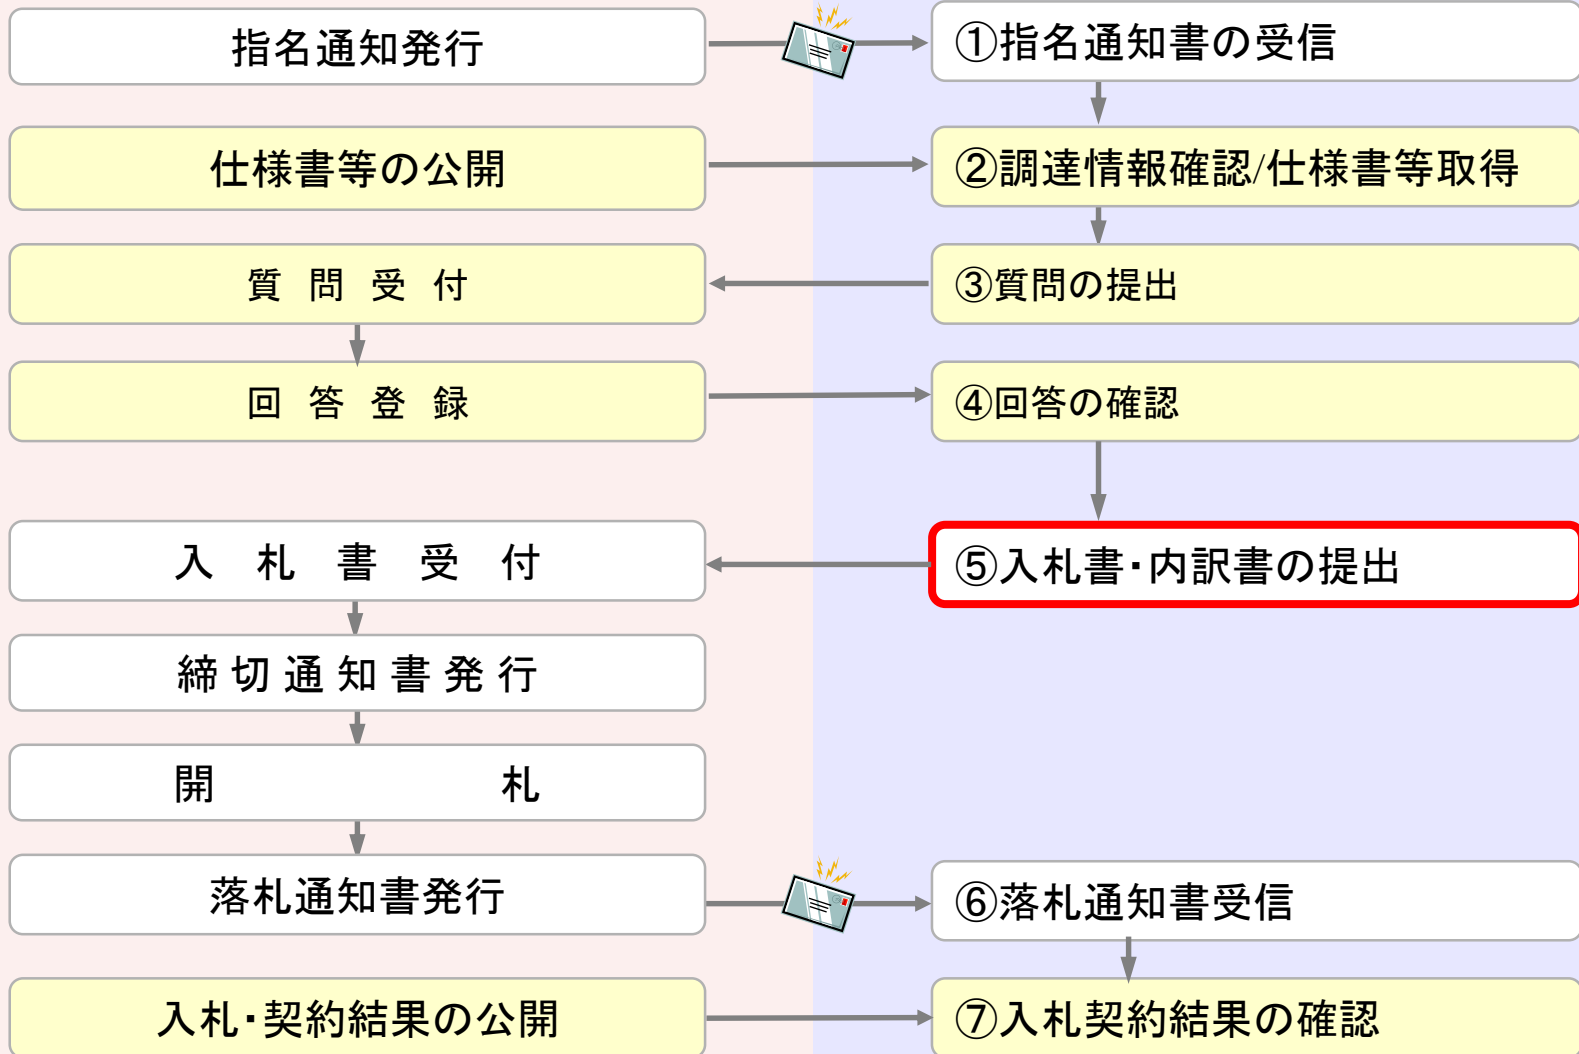 指名通知発行
①指名通知書の受信
仕様書等の公開
②調達情報確認/仕様書等取得
質 問 受 付
③質問の提出
回 答 登 録
④回答の確認
入 札 書 受 付
⑤入札書・内訳書の提出
締切通知書発行
開 札
落札通知書発行
⑥落札通知書受信
入札・契約結果の公開
⑦入札契約結果の確認